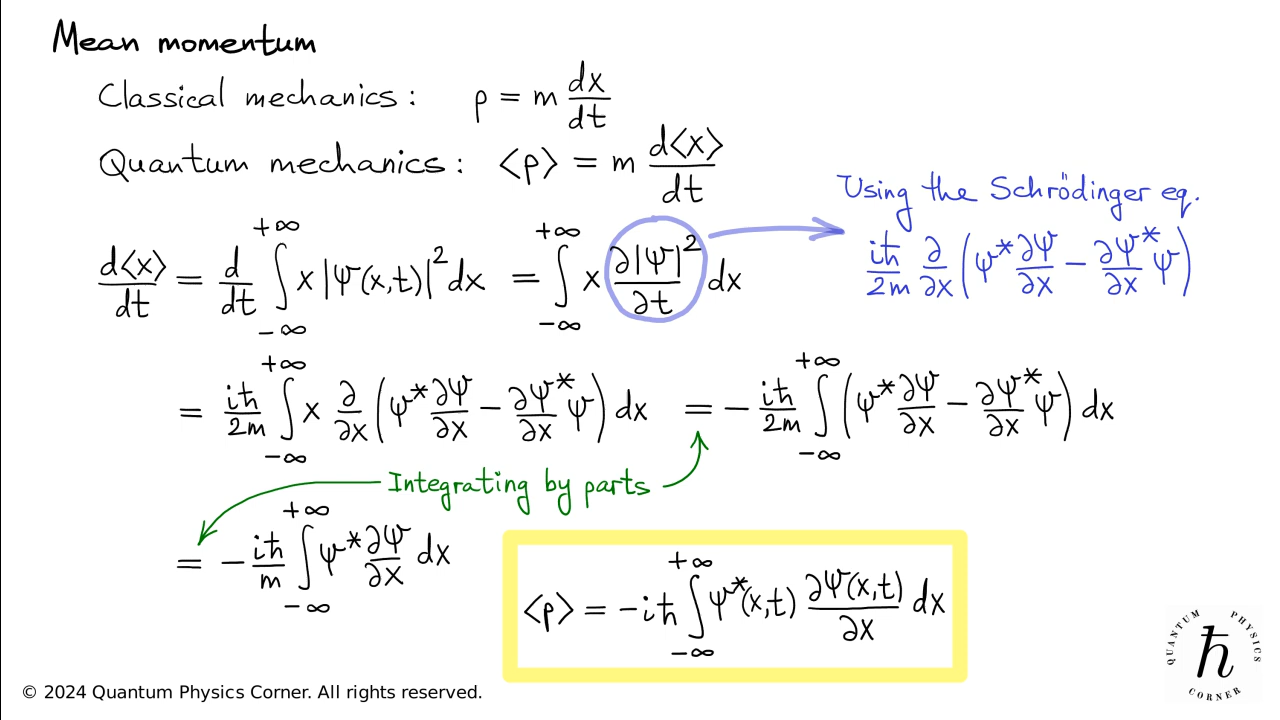 Mean momentum
Classical mechanics: p = m dx/dt
Quantum mechanics: ⟨p⟩ = m d⟨x⟩/dt
Using the Schrödinger eq.
d⟨x⟩/dt = d/dt ∫_{-∞}^{+∞} x |Ψ(x,t)|² dx = ∫_{-∞}^{+∞} x ∂|Ψ|²/∂t dx
iħ/2m ∂/∂x (Ψ* ∂Ψ/∂x − ∂Ψ*/∂x Ψ)
= iħ/2m ∫_{-∞}^{+∞} x ∂/∂x (Ψ* ∂Ψ/∂x − ∂Ψ*/∂x Ψ) dx = − iħ/2m ∫_{-∞}^{+∞} (Ψ* ∂Ψ/∂x − ∂Ψ*/∂x Ψ) dx
Integrating by parts
= − iħ/m ∫_{-∞}^{+∞} Ψ* ∂Ψ/∂x dx
⟨p⟩ = −iħ ∫_{-∞}^{+∞} Ψ*(x,t) ∂Ψ(x,t)/∂x dx
© 2024 Quantum Physics Corner. All rights reserved.
QUANTUM PHYSICS
ħ
CORNER